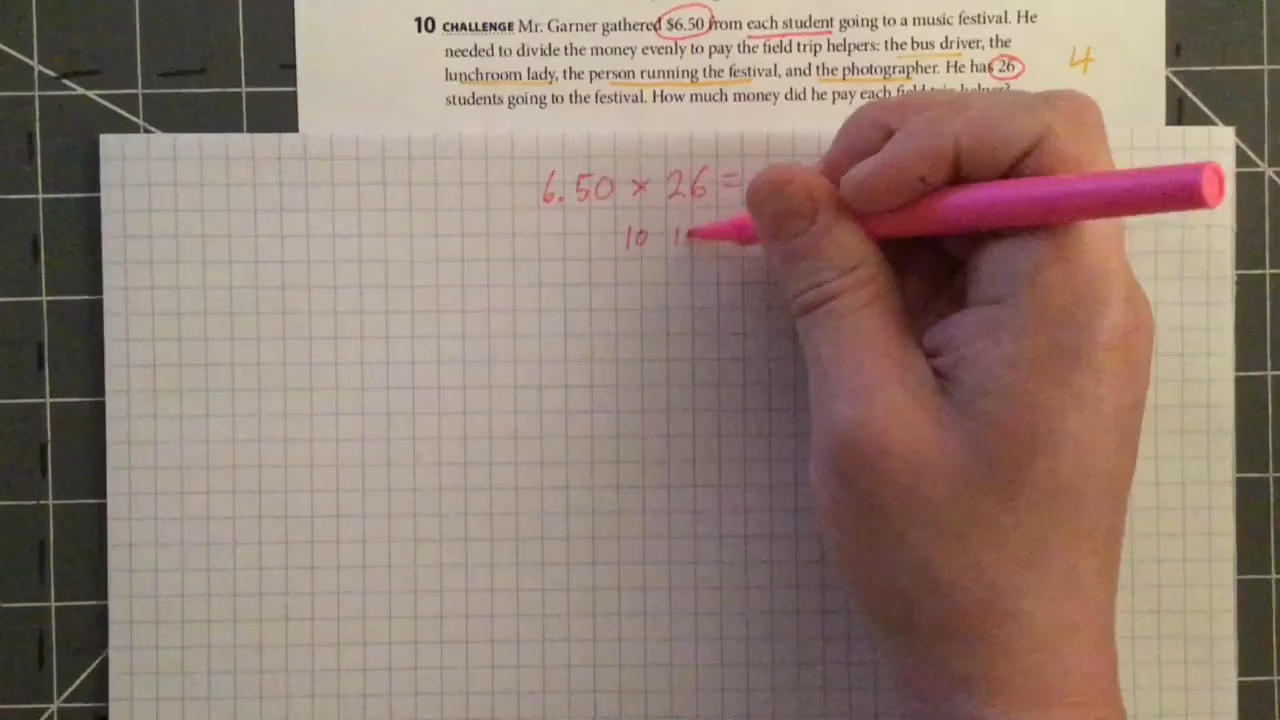 10 CHALLENGE Mr. Garner gathered $6.50 from each student going to a music festival. He
needed to divide the money evenly to pay the field trip helpers: the bus driver, the
lunchroom lady, the person running the festival, and the photographer. He has 26
4
students going to the festival. How much money did he pay each field trip helper?
6.50 × 26 =
10 1